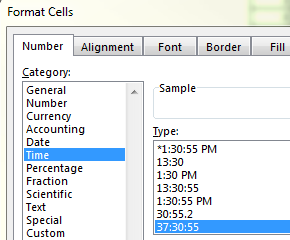 Format Cells
Number Alignment Font Border Fill
Category:
General
Number
Currency
Accounting
Date
Time
Percentage
Fraction
Scientific
Text
Special
Custom
Sample
Type:
*1:30:55 PM
13:30
1:30 PM
13:30:55
1:30:55 PM
30:55.2
37:30:55